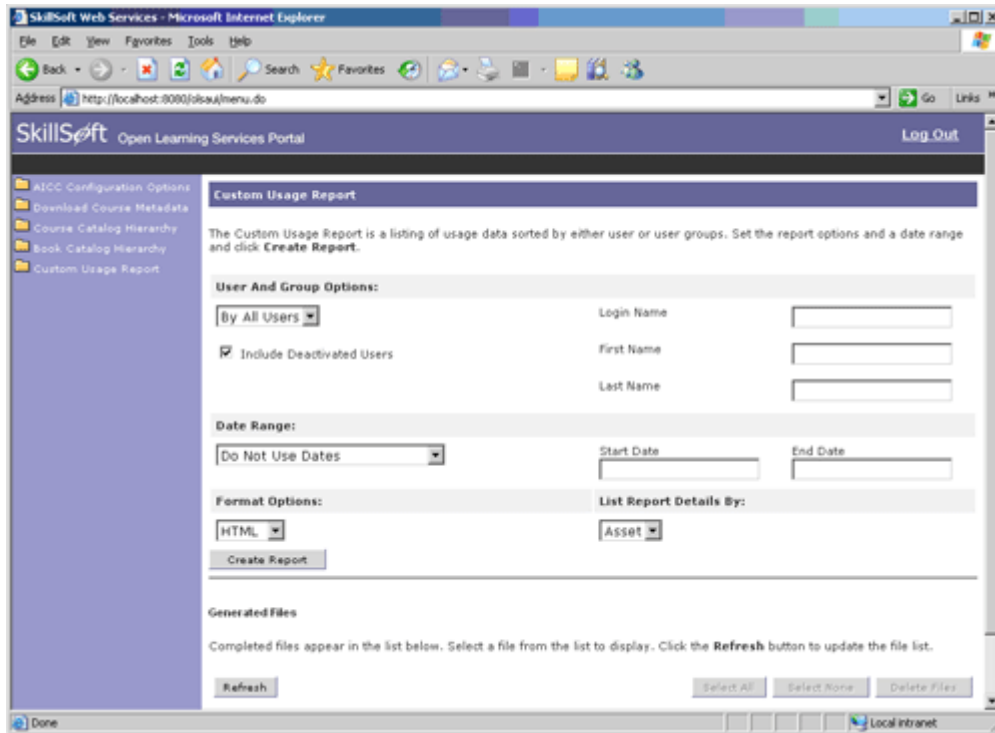 SkillSoft Web Services - Microsoft Internet Explorer
File Edit View Favorites Tools Help
Back Search Favorites
Address http://localhost:8080/olsaui/menu.do Go Links
SkillSoft Open Learning Services Portal Log Out
AICC Configuration Options
Download Course Metadata
Course Catalog Hierarchy
Book Catalog Hierarchy
Custom Usage Report
Custom Usage Report
The Custom Usage Report is a listing of usage data sorted by either user or user groups. Set the report options and a date range
and click Create Report.
User And Group Options:
By All Users Login Name
Include Deactivated Users First Name
Last Name
Date Range:
Do Not Use Dates Start Date End Date
Format Options: List Report Details By:
HTML Asset
Create Report
Generated Files
Completed files appear in the list below. Select a file from the list to display. Click the Refresh button to update the file list.
Refresh Select All Select None Delete Files
Done Local intranet